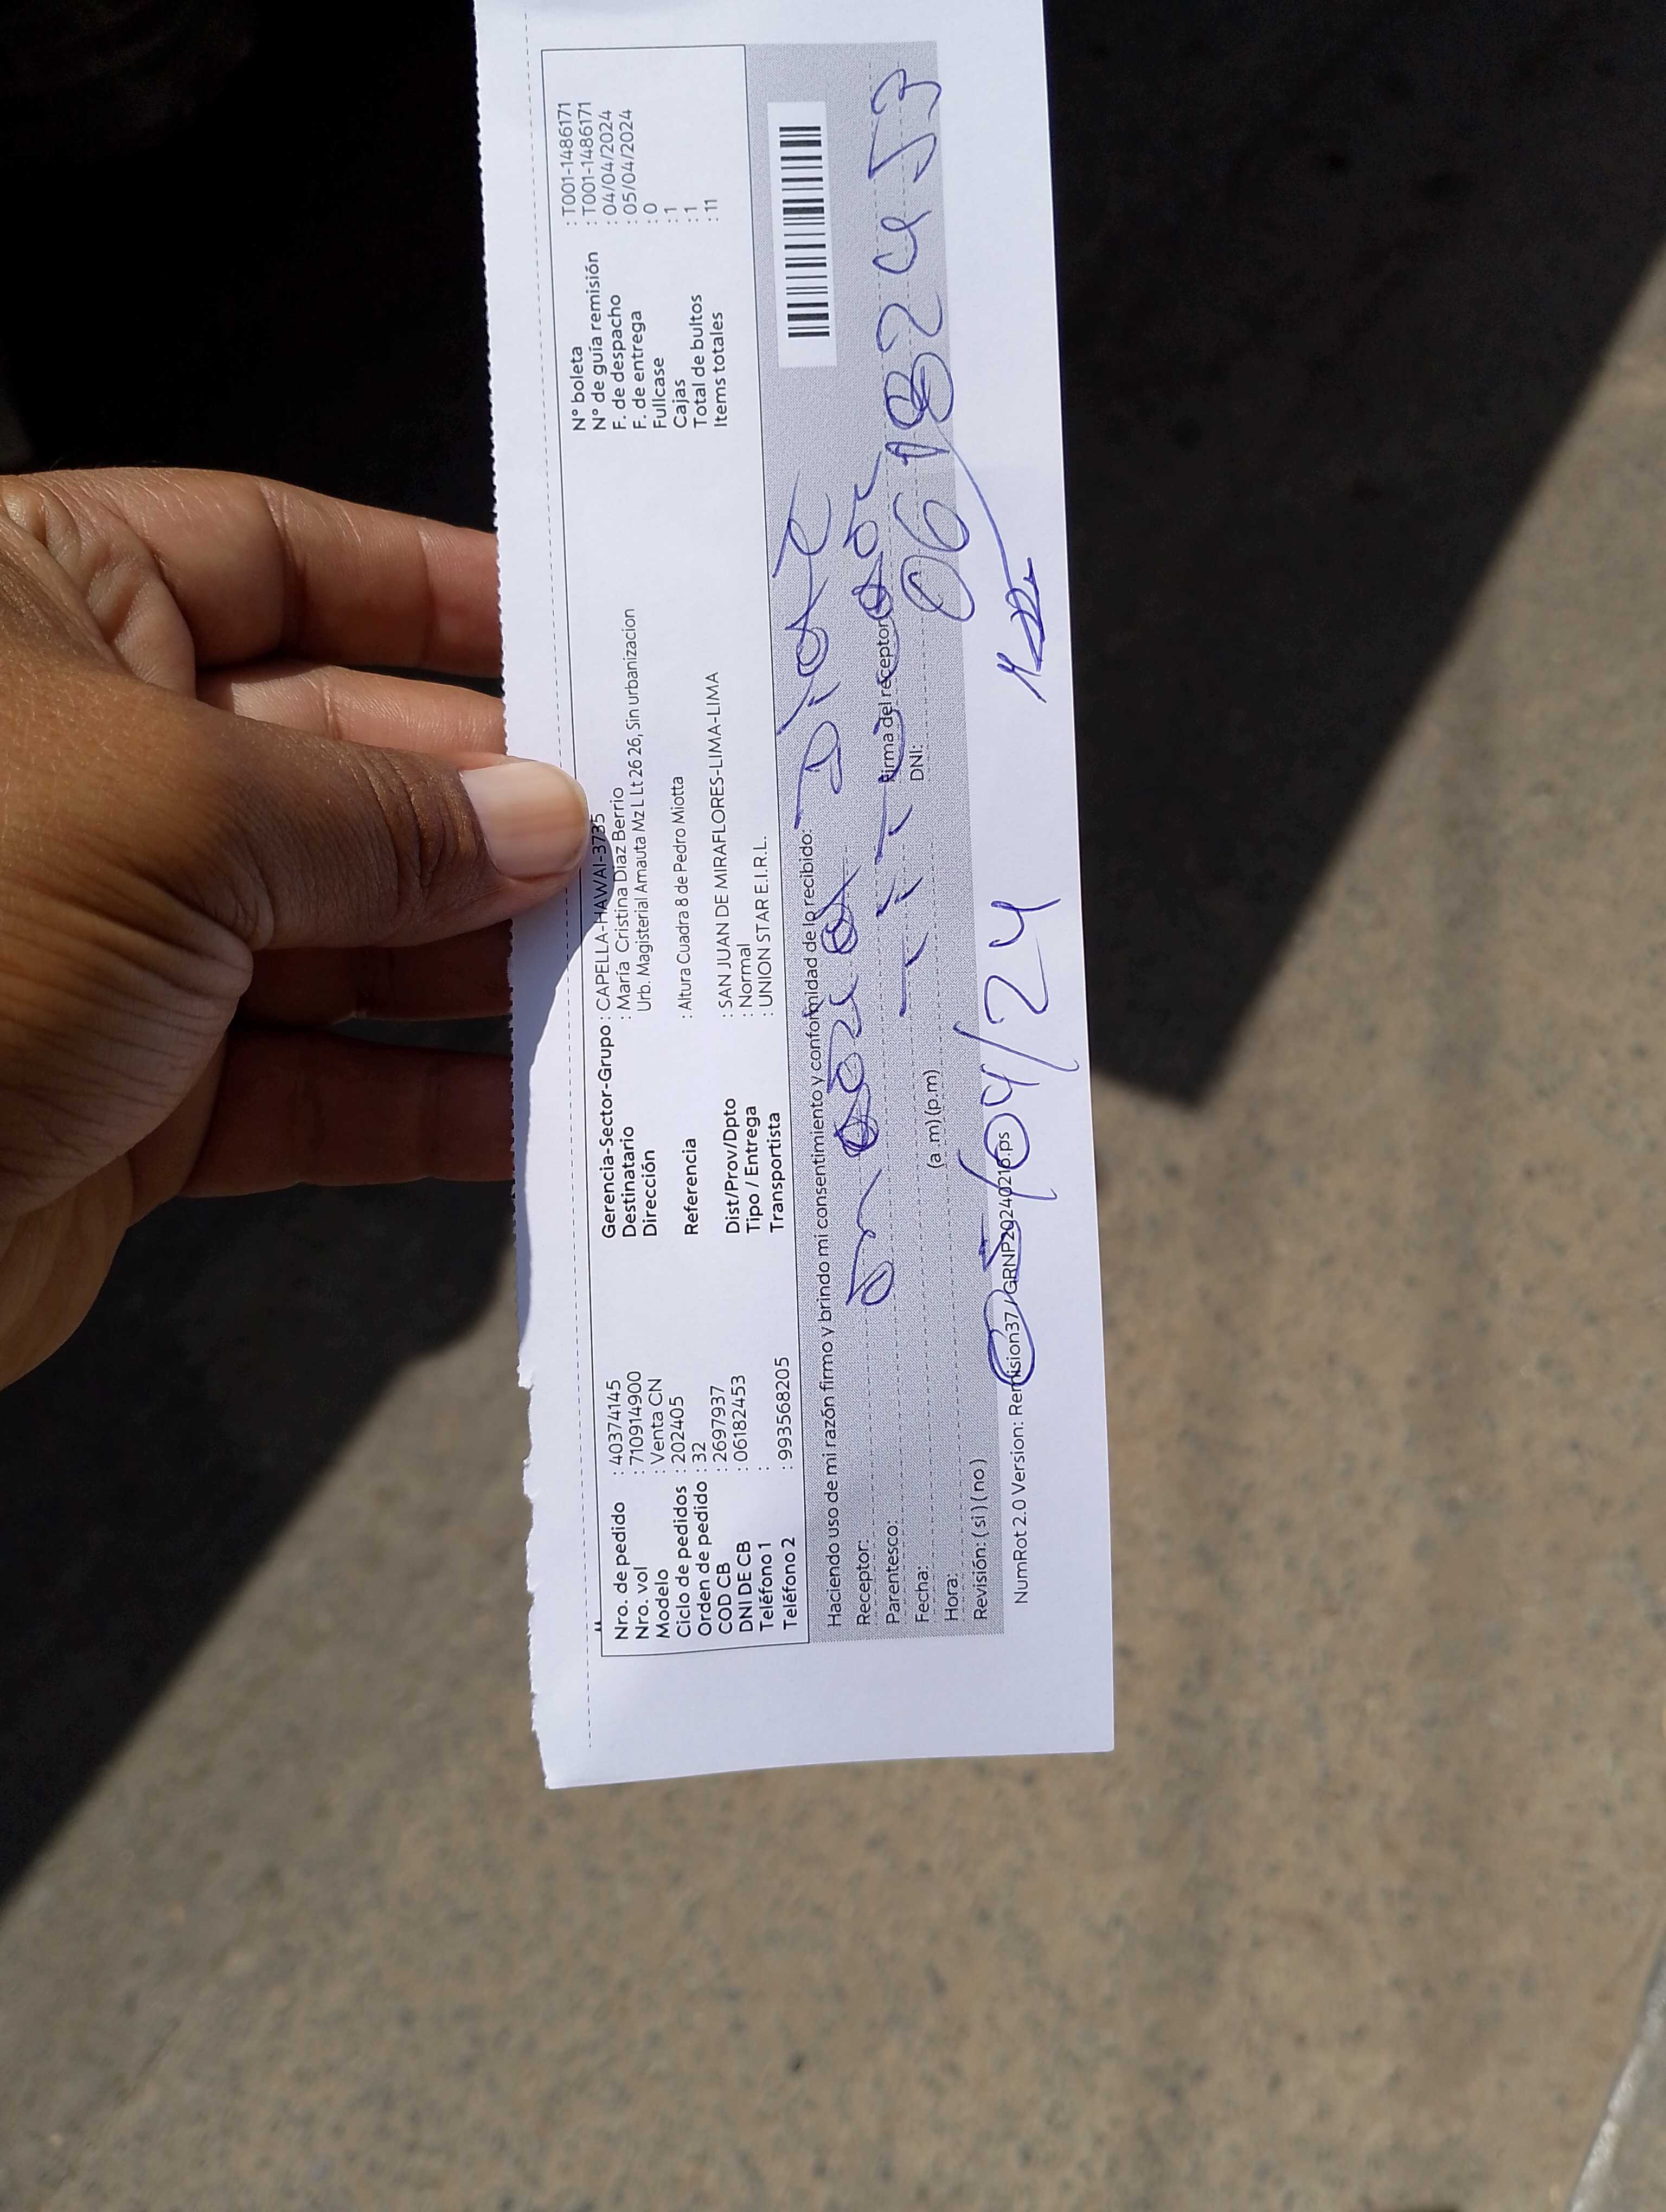 Nº boleta : T001-1486171
Nº de guía remisión : T001-1486171
F. de despacho : 04/04/2024
F. de entrega : 05/04/2024
Fullcase : 0
Cajas : 1
Total de bultos : 1
Items totales : 11
Gerencia-Sector-Grupo : CAPELLA-HAWAI-3735
Destinatario : María Cristina Díaz Berrio
Dirección Urb. Magisterial Amauta Mz L Lt 26 26, Sin urbanizacion
Referencia : Altura Cuadra 8 de Pedro Miotta
Dist/Prov/Dpto : SAN JUAN DE MIRAFLORES-LIMA-LIMA
Tipo / Entrega : Normal
Transportista : UNION STAR E.I.R.L.
Nro. de pedido : 40374145
Nro. vol : 710914900
Modelo : Venta CN
Ciclo de pedidos : 202405
Orden de pedido : 32
COD CB : 2697937
DNI DE CB : 06182453
Teléfono 1 :
Teléfono 2 : 993568205
Haciendo uso de mi razón firmo y brindo mi consentimiento y conformidad de lo recibido:
Receptor:
Parentesco:
Firma del receptor
Fecha:
DNI: 06182453
Hora: (a .m) (p.m)
Revisión: ( si ) ( no )
05/04/24
NumRot 2.0 Version: Remision37 / GRNP20240216.ps